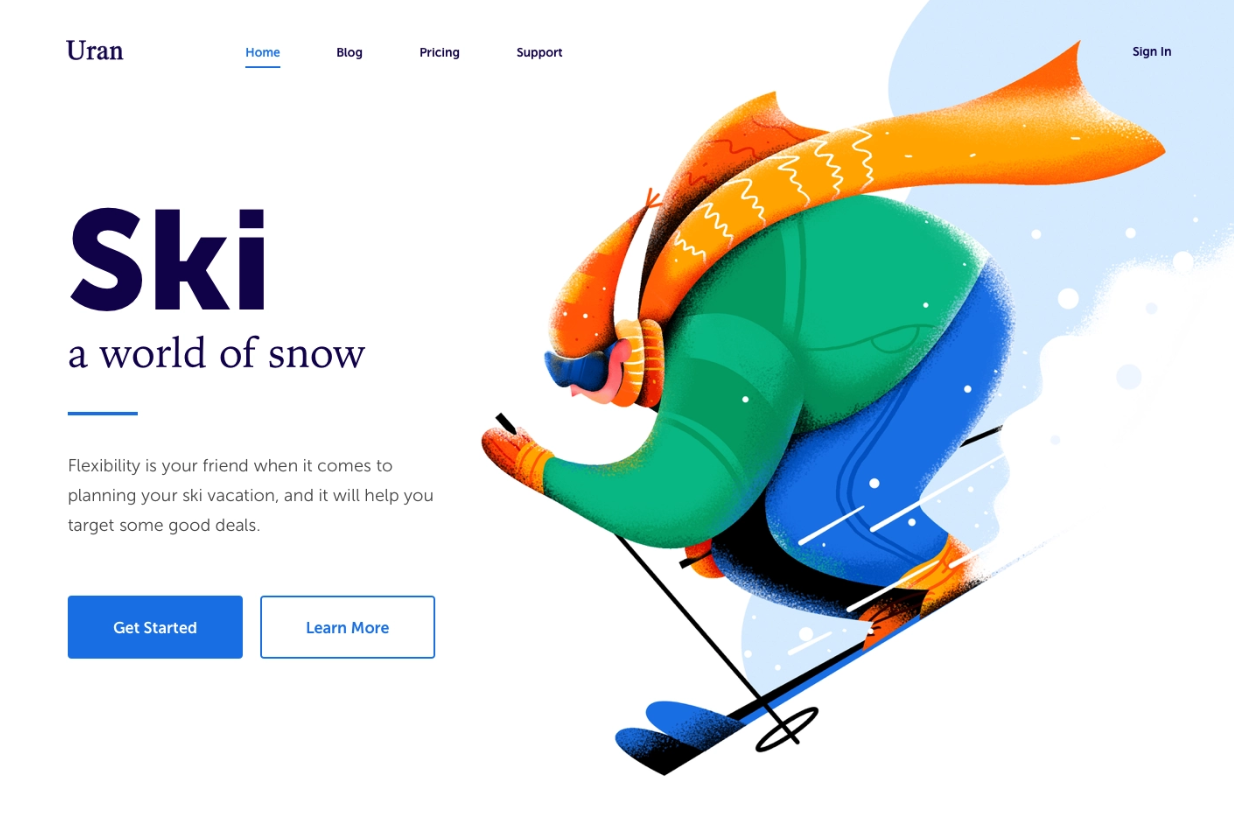 Uran
Home
Blog
Pricing
Support
Sign In
Ski
a world of snow
Flexibility is your friend when it comes to
planning your ski vacation, and it will help you
target some good deals.
Get Started
Learn More